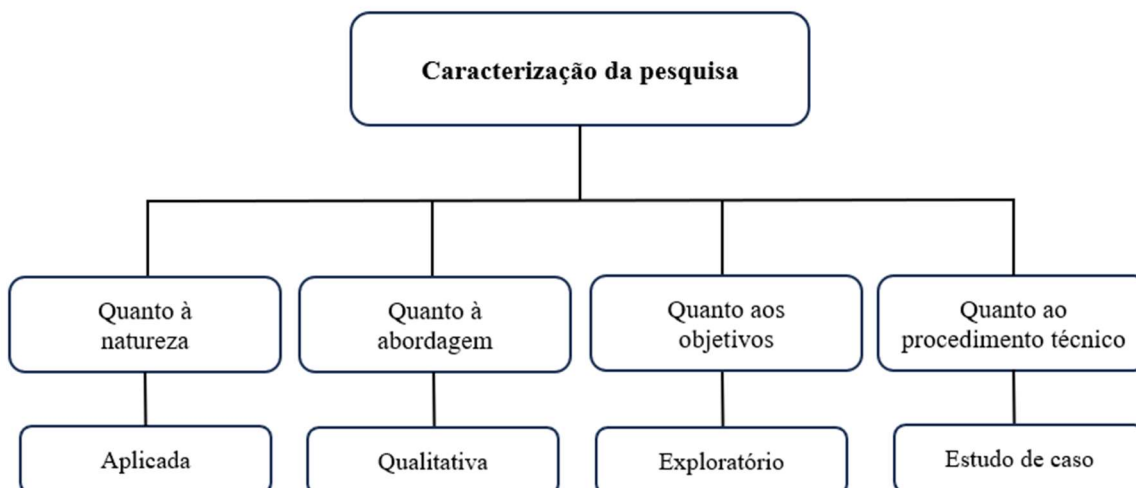 Caracterização da pesquisa
Quanto à
natureza
Quanto à
abordagem
Quanto aos
objetivos
Quanto ao
procedimento técnico
Aplicada
Qualitativa
Exploratório
Estudo de caso